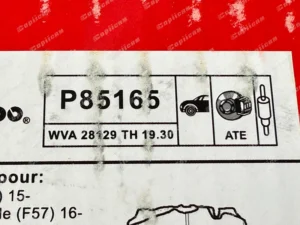 P85165
WVA 28129 TH 19.30
ATE
pour:
) 15-
le (F57) 16-